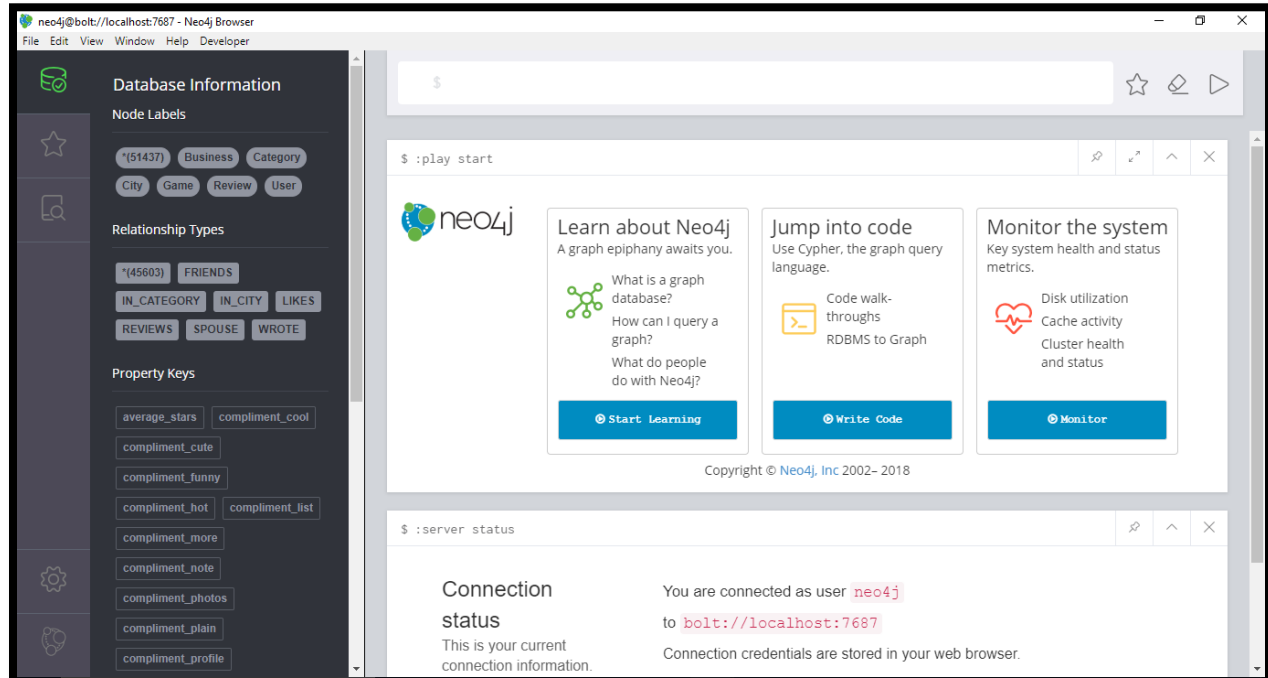 neo4j@bolt://localhost:7687 - Neo4j Browser
File Edit View Window Help Developer
Database Information
Node Labels
*(51437) Business Category
City Game Review User
Relationship Types
*(45603) FRIENDS
IN_CATEGORY IN_CITY LIKES
REVIEWS SPOUSE WROTE
Property Keys
average_stars compliment_cool
compliment_cute
compliment_funny
compliment_hot compliment_list
compliment_more
compliment_note
compliment_photos
compliment_plain
compliment_profile
$
$ :play start
neo4j
Learn about Neo4j
A graph epiphany awaits you.
What is a graph
database?
How can I query a
graph?
What do people
do with Neo4j?
Start Learning
Jump into code
Use Cypher, the graph query
language.
Code walk-
throughs
RDBMS to Graph
Write Code
Monitor the system
Key system health and status
metrics.
Disk utilization
Cache activity
Cluster health
and status
Monitor
Copyright © Neo4j, Inc 2002– 2018
$ :server status
Connection
status
This is your current
connection information.
You are connected as user neo4j
to bolt://localhost:7687
Connection credentials are stored in your web browser.